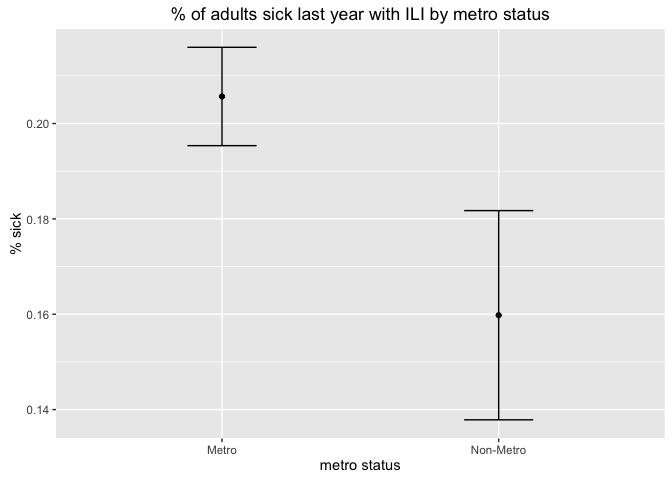 % of adults sick last year with ILI by metro status
0.20
0.18
0.16
0.14
% sick
Metro
Non-Metro
metro status